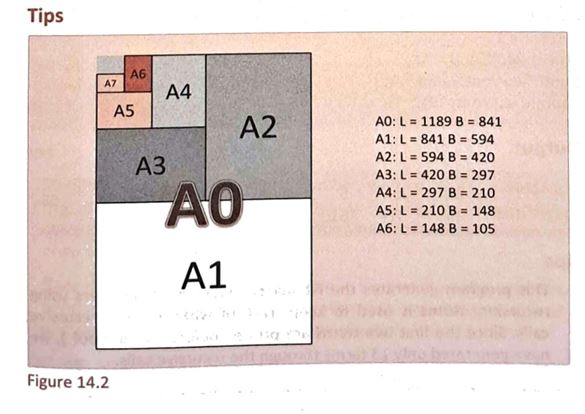 Tips
A6
A7
A4
A5
A2
A3
A0
A1
A0: L = 1189 B = 841
A1: L = 841 B = 594
A2: L = 594 B = 420
A3: L = 420 B = 297
A4: L = 297 B = 210
A5: L = 210 B = 148
A6: L = 148 B = 105
Figure 14.2